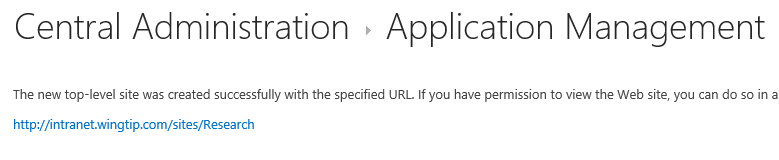 Central Administration ▸ Application Management
The new top-level site was created successfully with the specified URL. If you have permission to view the Web site, you can do so in a
http://intranet.wingtip.com/sites/Research